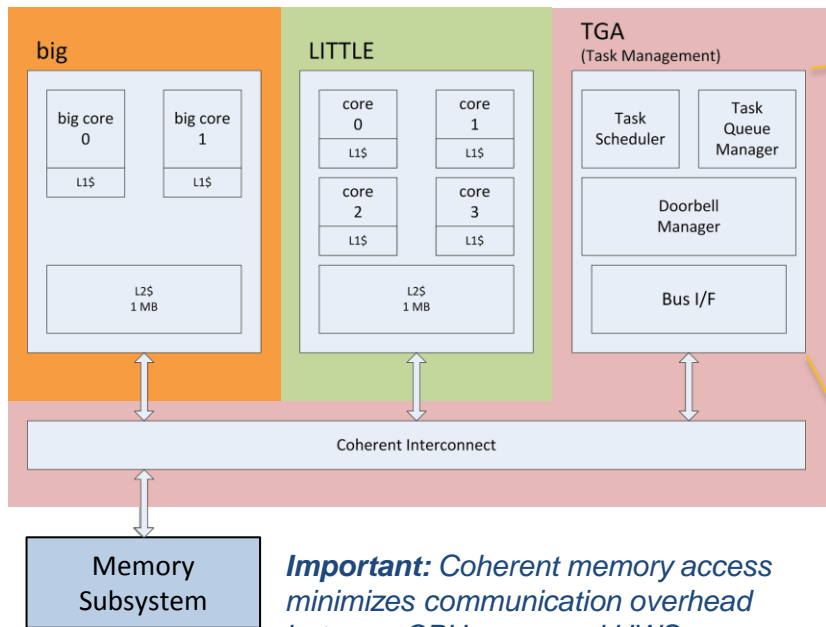 big
big core
0
L1$
big core
1
L1$
L2$
1 MB
LITTLE
core
0
L1$
core
1
L1$
core
2
L1$
core
3
L1$
L2$
1 MB
TGA
(Task Management)
Task
Scheduler
Task
Queue
Manager
Doorbell
Manager
Bus I/F
Coherent Interconnect
Memory
Subsystem
Important: Coherent memory access
minimizes communication overhead